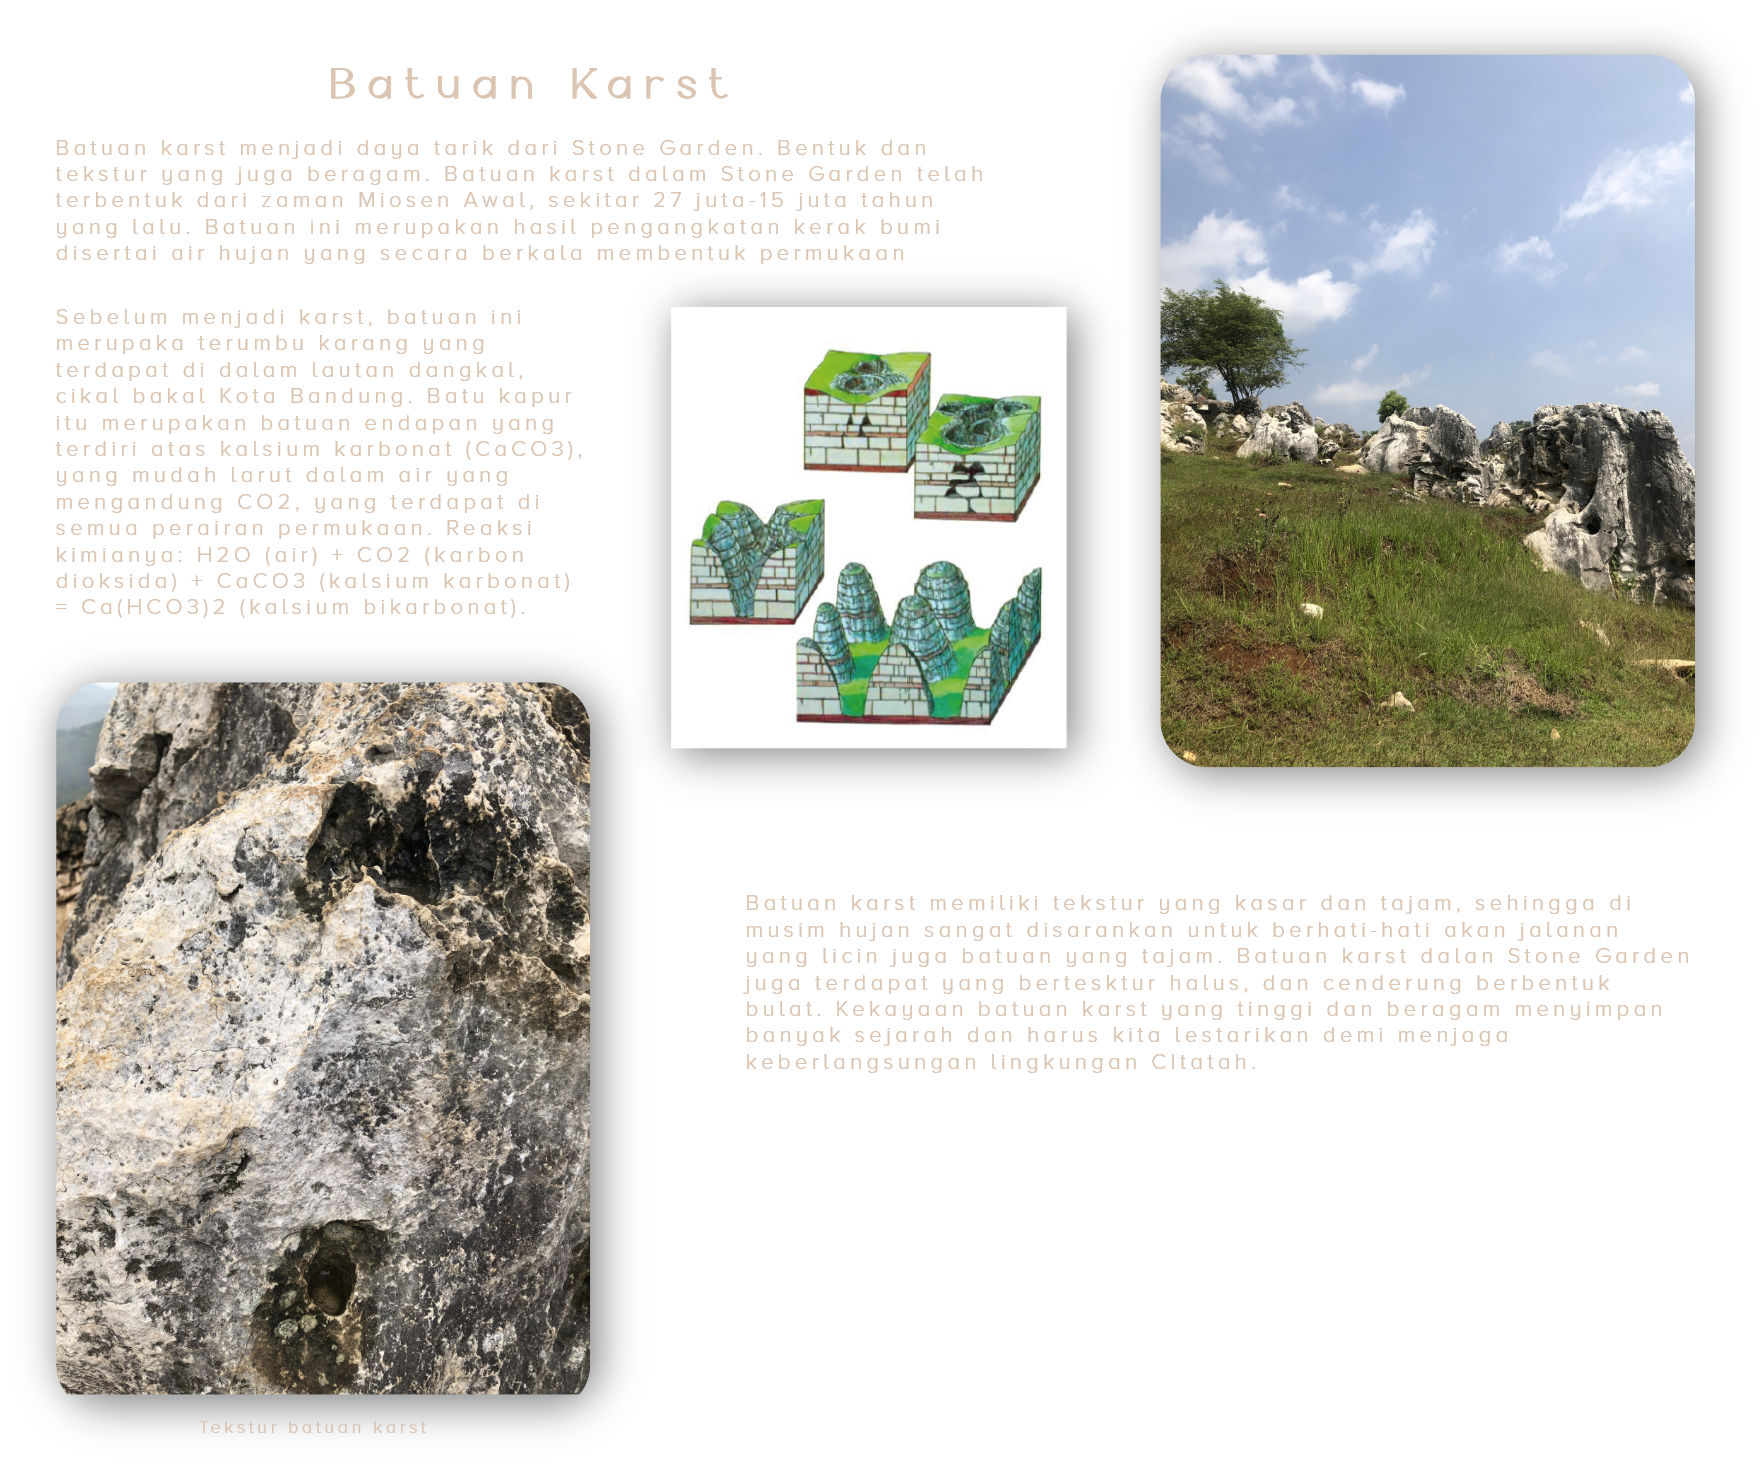 Batuan Karst
Batuan karst menjadi daya tarik dari Stone Garden. Bentuk dan
tekstur yang juga beragam. Batuan karst dalam Stone Garden telah
terbentuk dari zaman Miosen Awal, sekitar 27 juta-15 juta tahun
yang lalu. Batuan ini merupakan hasil pengangkatan kerak bumi
disertai air hujan yang secara berkala membentuk permukaan
Sebelum menjadi karst, batuan ini
merupaka terumbu karang yang
terdapat di dalam lautan dangkal,
cikal bakal Kota Bandung. Batu kapur
itu merupakan batuan endapan yang
terdiri atas kalsium karbonat (CaCO3),
yang mudah larut dalam air yang
mengandung CO2, yang terdapat di
semua perairan permukaan. Reaksi
kimianya: H2O (air) + CO2 (karbon
dioksida) + CaCO3 (kalsium karbonat)
= Ca(HCO3)2 (kalsium bikarbonat).
Tekstur batuan karst
Batuan karst memiliki tekstur yang kasar dan tajam, sehingga di
musim hujan sangat disarankan untuk berhati-hati akan jalanan
yang licin juga batuan yang tajam. Batuan karst dalan Stone Garden
juga terdapat yang bertesktur halus, dan cenderung berbentuk
bulat. Kekayaan batuan karst yang tinggi dan beragam menyimpan
banyak sejarah dan harus kita lestarikan demi menjaga
keberlangsungan lingkungan CItatah.